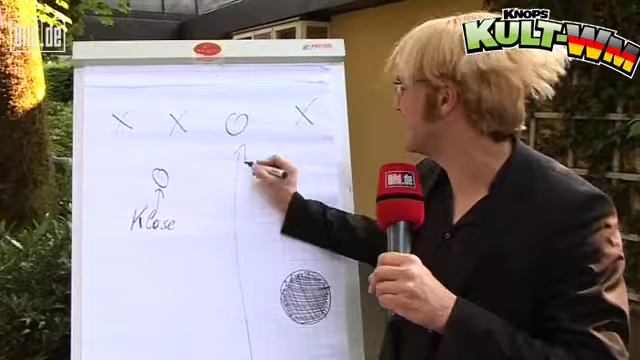 Bild.de
KNOPS
KULT-WM
X X O X
O
Klose
Bild.de